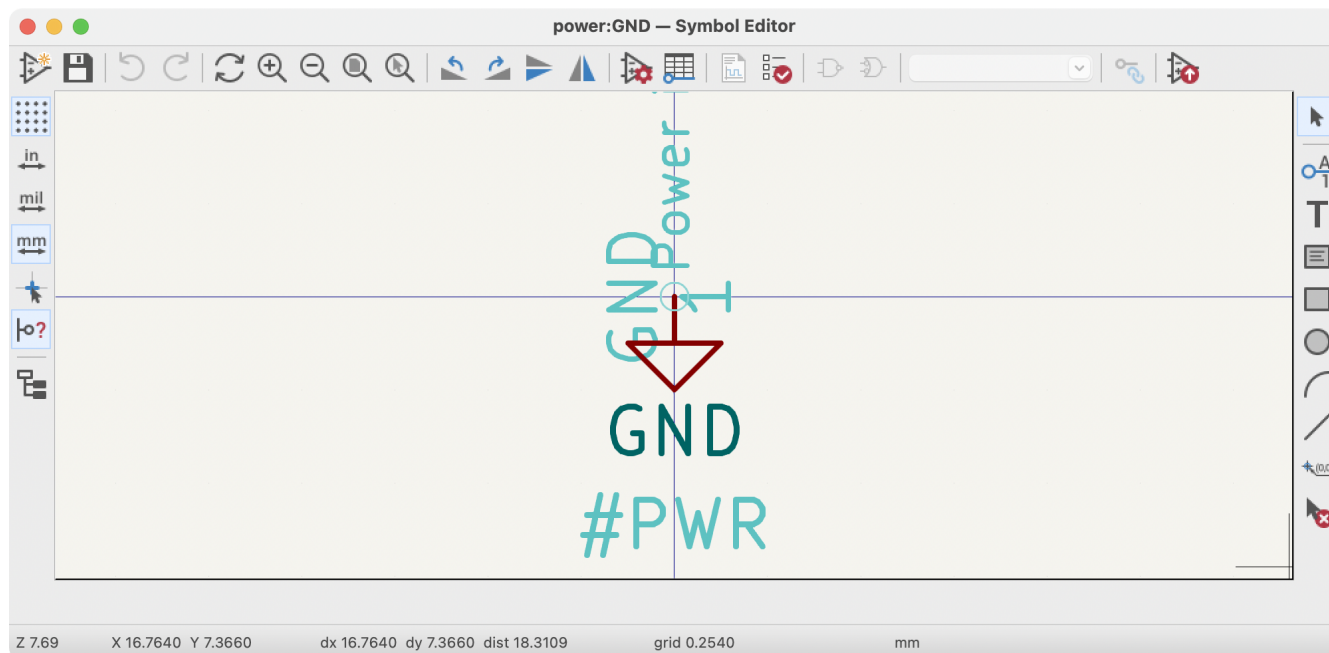 power:GND — Symbol Editor
in
mil
mm
Power
GND
1
GND
#PWR
A
1
T
Z 7.69 X 16.7640 Y 7.3660 dx 16.7640 dy 7.3660 dist 18.3109 grid 0.2540 mm